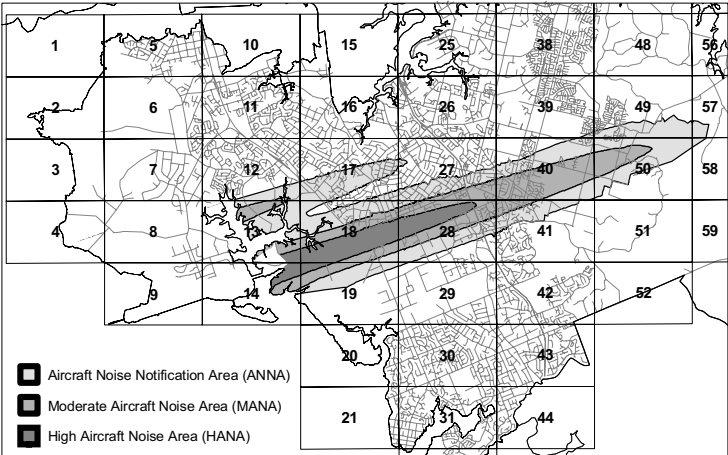 1 5 10 15 25 38 48 56
2 6 11 16 26 39 49 57
3 7 12 17 27 40 50 58
4 8 13 18 28 41 51 59
9 14 19 29 42 52
20 30 43
Aircraft Noise Notification Area (ANNA)
Moderate Aircraft Noise Area (MANA)
21 31 44
High Aircraft Noise Area (HANA)